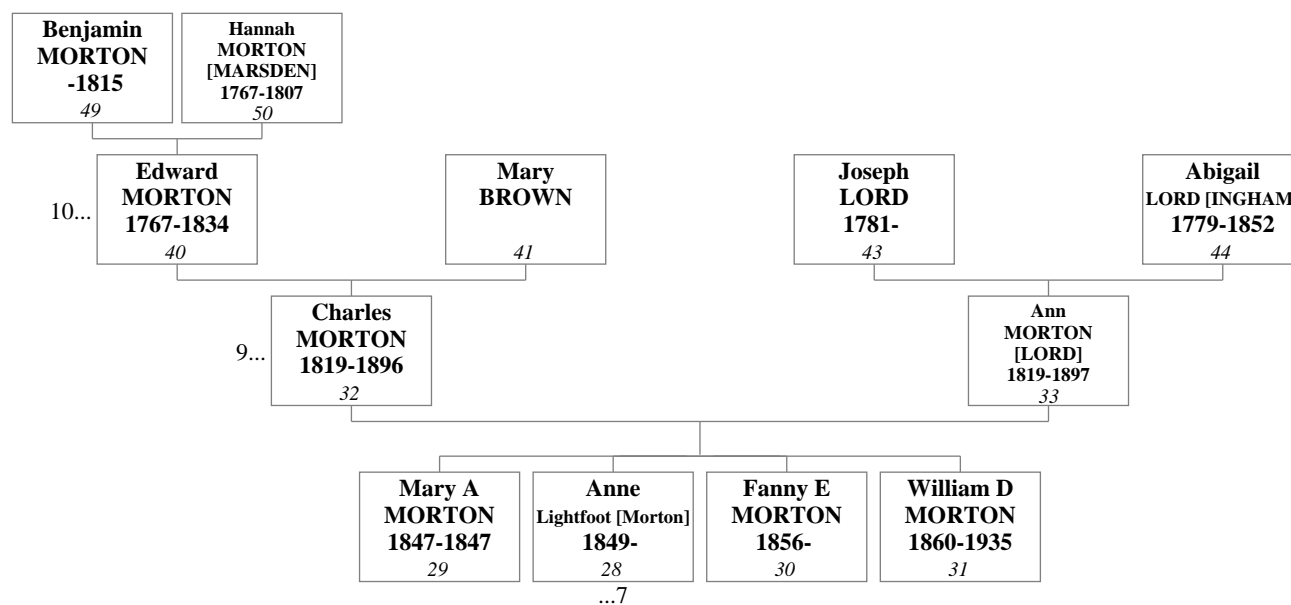 Benjamin
MORTON
-1815
49
Hannah
MORTON
[MARSDEN]
1767-1807
50
10...
Edward
MORTON
1767-1834
40
Mary
BROWN
41
Joseph
LORD
1781-
43
Abigail
LORD [INGHAM
1779-1852
44
9...
Charles
MORTON
1819-1896
32
Ann
MORTON
[LORD]
1819-1897
33
Mary A
MORTON
1847-1847
29
Anne
Lightfoot [Morton]
1849-
28
Fanny E
MORTON
1856-
30
William D
MORTON
1860-1935
31
...7